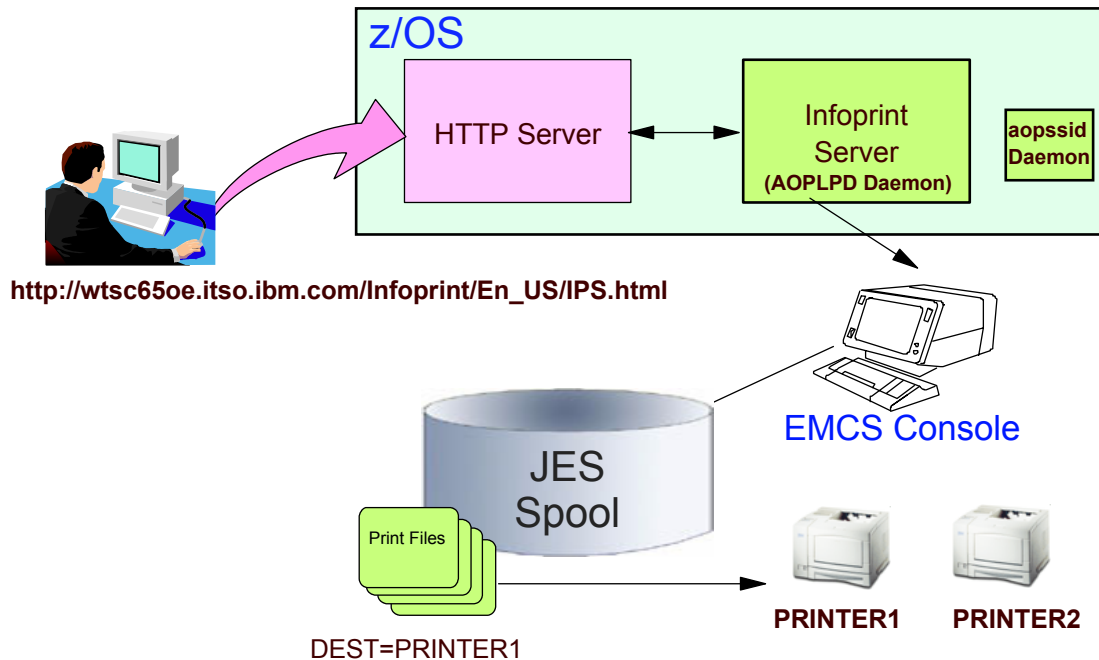 z/OS
HTTP Server
Infoprint
Server
(AOPLPD Daemon)
aopssid
Daemon
http://wtsc65oe.itso.ibm.com/Infoprint/En_US/IPS.html
EMCS Console
JES
Spool
Print Files
PRINTER1
PRINTER2
DEST=PRINTER1